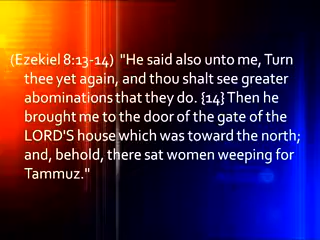 (Ezekiel 8:13-14)  "He said also unto me, Turn
thee yet again, and thou shalt see greater
abominations that they do. {14} Then he
brought me to the door of the gate of the
LORD'S house which was toward the north;
and, behold, there sat women weeping for
Tammuz."